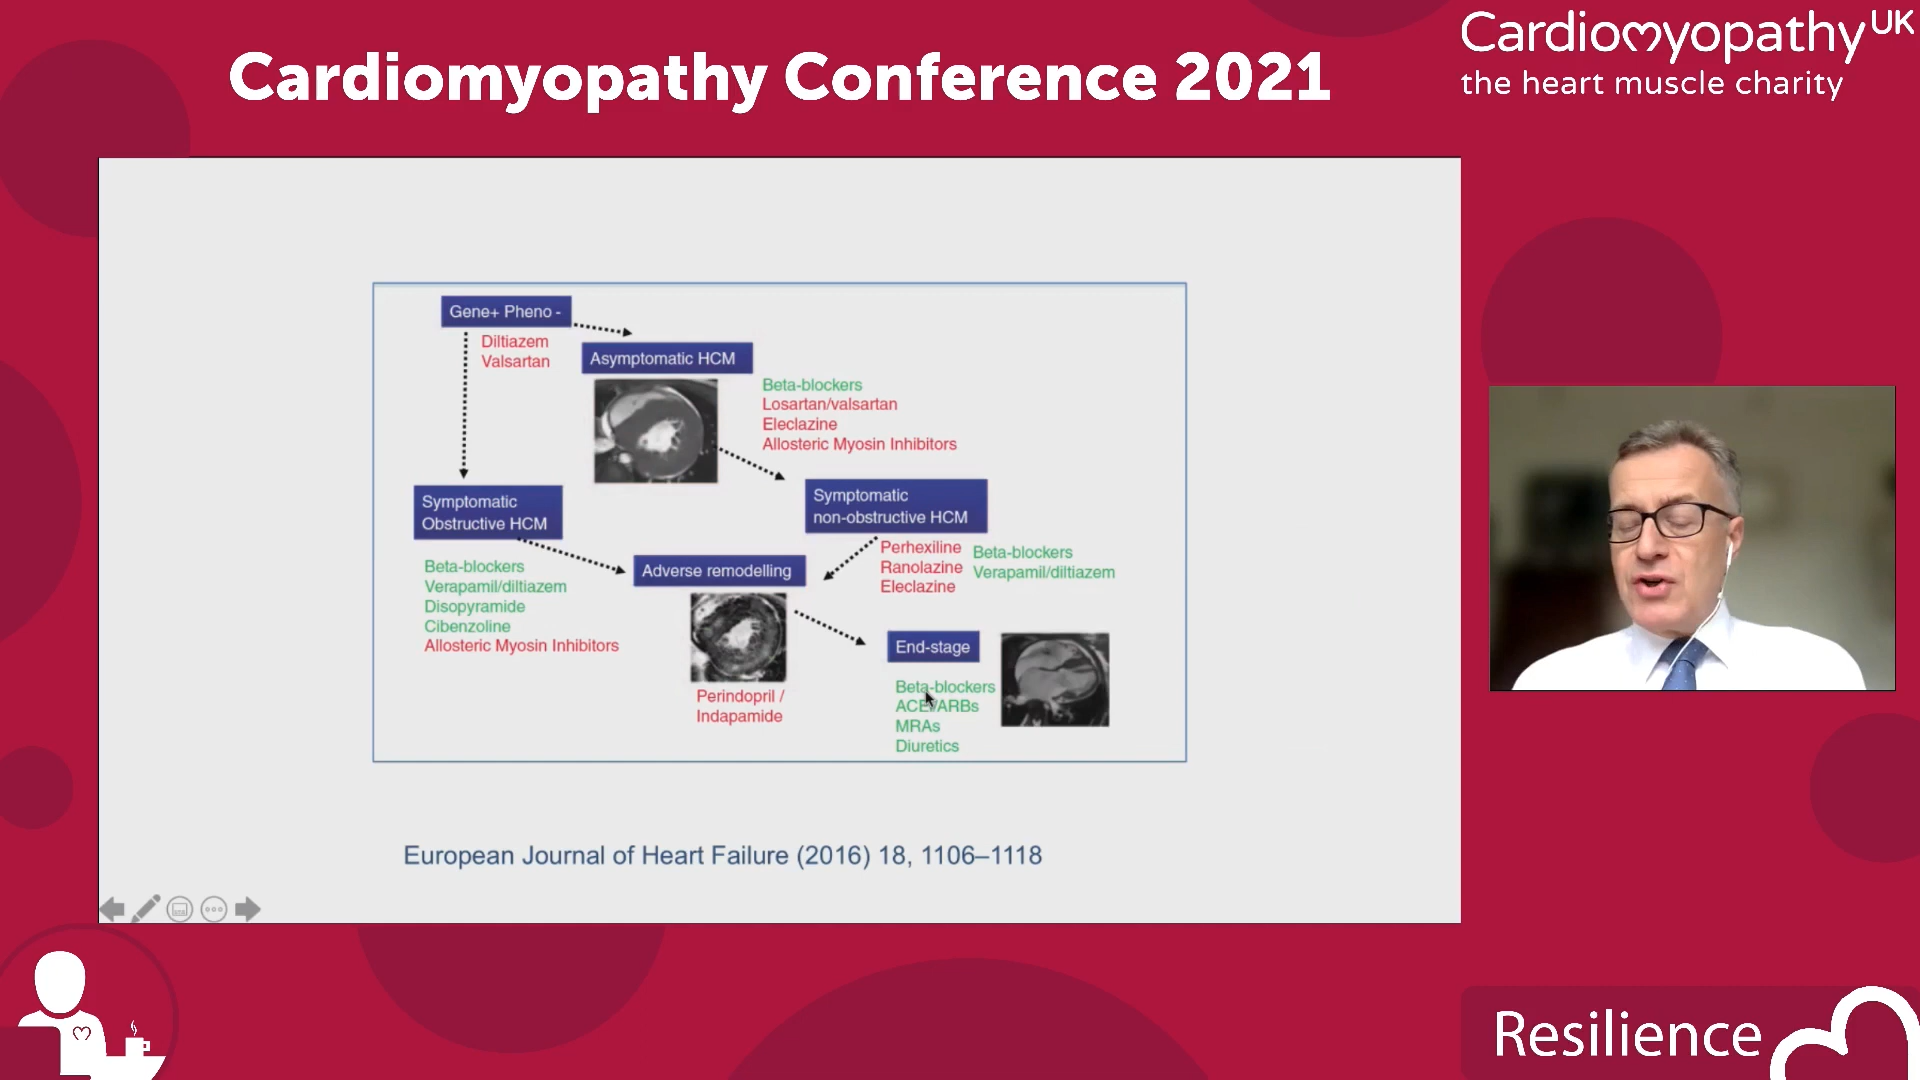 Cardiomyopathy Conference 2021
Cardiomyopathy UK
the heart muscle charity
Gene+ Pheno -
Diltiazem
Valsartan
Asymptomatic HCM
Beta-blockers
Losartan/valsartan
Eleclazine
Allosteric Myosin Inhibitors
Symptomatic
Obstructive HCM
Beta-blockers
Verapamil/diltiazem
Disopyramide
Cibenzoline
Allosteric Myosin Inhibitors
Symptomatic
non-obstructive HCM
Perhexiline
Ranolazine
Eleclazine
Beta-blockers
Verapamil/diltiazem
Adverse remodelling
Perindopril /
Indapamide
End-stage
Beta-blockers
ACEI/ARBs
MRAs
Diuretics
European Journal of Heart Failure (2016) 18, 1106–1118
Resilience